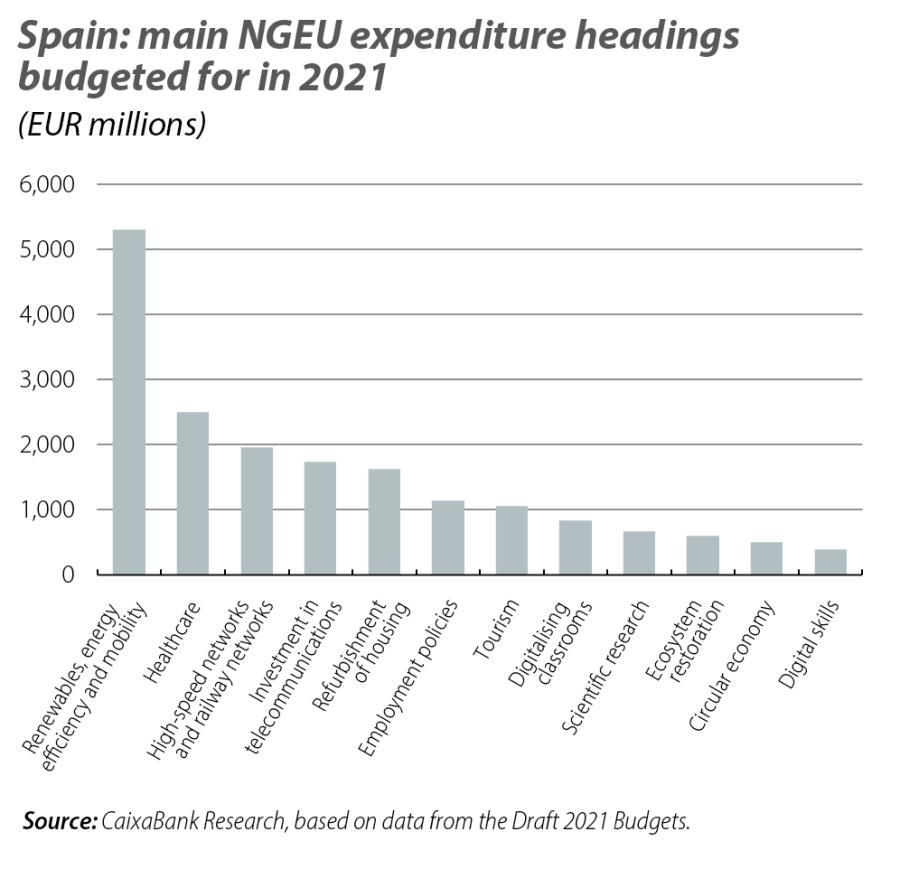 Spain: main NGEU expenditure headings
budgeted for in 2021
(EUR millions)
6,000
5,000
4,000
3,000
2,000
1,000
0
Renewables, energy
efficiency and mobility
Healthcare
High-speed networks
and railway networks
Investment in
telecommunications
Refurbishment
of housing
Employment policies
Tourism
Digitalising
classrooms
Scientific research
Ecosystem
restoration
Circular economy
Digital skills
Source: CaixaBank Research, based on data from the Draft 2021 Budgets.